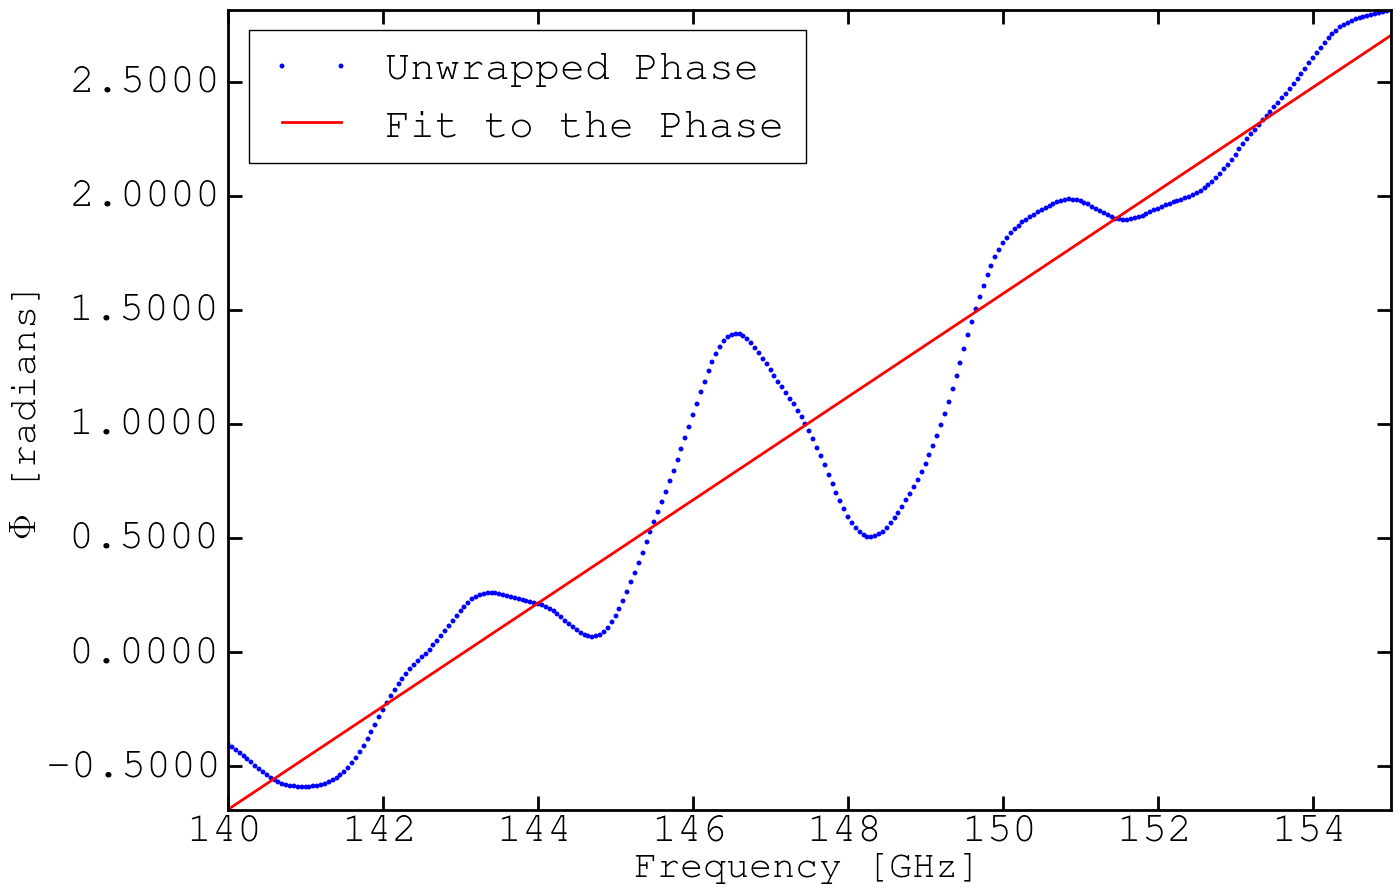 Unwrapped Phase
Fit to the Phase
2.5000
2.0000
1.5000
1.0000
0.5000
0.0000
−0.5000
Φ [radians]
140 142 144 146 148 150 152 154
Frequency [GHz]